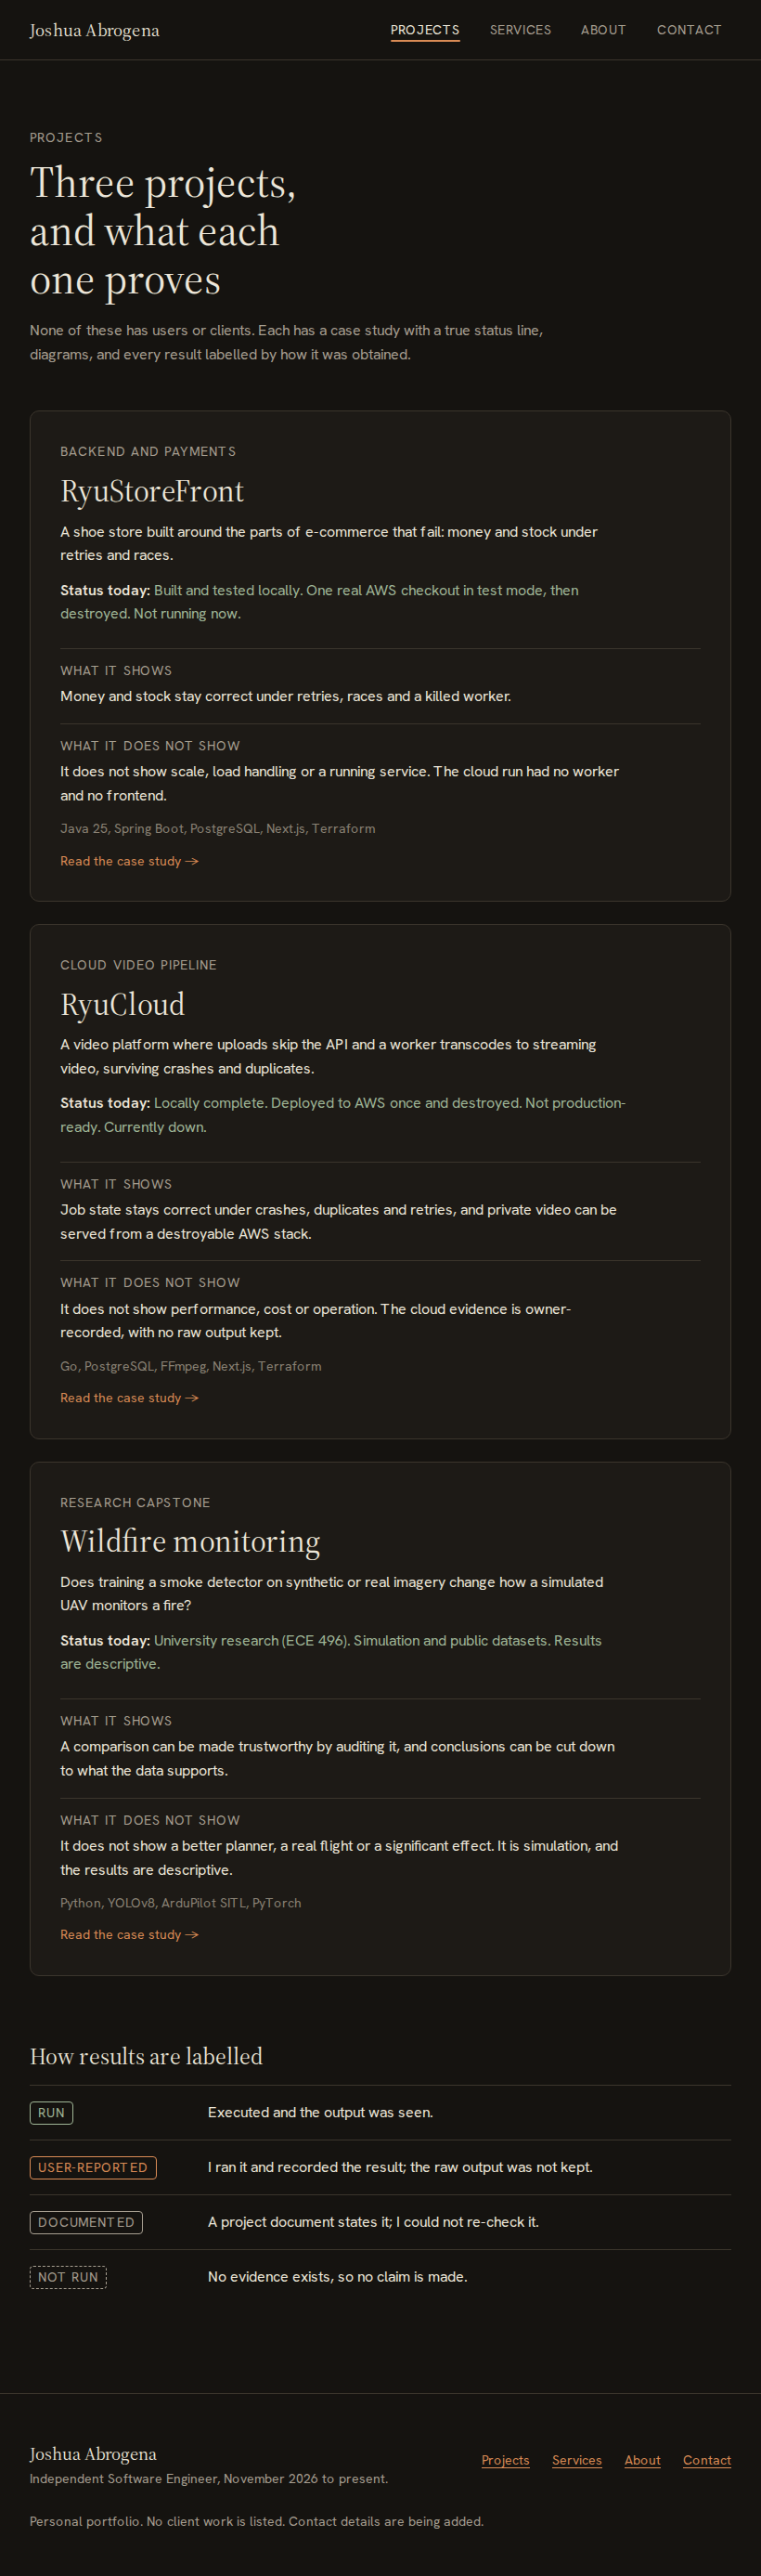 Joshua Abrogena
PROJECTS SERVICES ABOUT CONTACT
PROJECTS
Three projects,
and what each
one proves
None of these has users or clients. Each has a case study with a true status line,
diagrams, and every result labelled by how it was obtained.
BACKEND AND PAYMENTS
RyuStoreFront
A shoe store built around the parts of e-commerce that fail: money and stock under
retries and races.
Status today: Built and tested locally. One real AWS checkout in test mode, then
destroyed. Not running now.
WHAT IT SHOWS
Money and stock stay correct under retries, races and a killed worker.
WHAT IT DOES NOT SHOW
It does not show scale, load handling or a running service. The cloud run had no worker
and no frontend.
Java 25, Spring Boot, PostgreSQL, Next.js, Terraform
Read the case study →
CLOUD VIDEO PIPELINE
RyuCloud
A video platform where uploads skip the API and a worker transcodes to streaming
video, surviving crashes and duplicates.
Status today: Locally complete. Deployed to AWS once and destroyed. Not production-
ready. Currently down.
WHAT IT SHOWS
Job state stays correct under crashes, duplicates and retries, and private video can be
served from a destroyable AWS stack.
WHAT IT DOES NOT SHOW
It does not show performance, cost or operation. The cloud evidence is owner-
recorded, with no raw output kept.
Go, PostgreSQL, FFmpeg, Next.js, Terraform
Read the case study →
RESEARCH CAPSTONE
Wildfire monitoring
Does training a smoke detector on synthetic or real imagery change how a simulated
UAV monitors a fire?
Status today: University research (ECE 496). Simulation and public datasets. Results
are descriptive.
WHAT IT SHOWS
A comparison can be made trustworthy by auditing it, and conclusions can be cut down
to what the data supports.
WHAT IT DOES NOT SHOW
It does not show a better planner, a real flight or a significant effect. It is simulation, and
the results are descriptive.
Python, YOLOv8, ArduPilot SITL, PyTorch
Read the case study →
How results are labelled
RUN Executed and the output was seen.
USER-REPORTED I ran it and recorded the result; the raw output was not kept.
DOCUMENTED A project document states it; I could not re-check it.
NOT RUN No evidence exists, so no claim is made.
Joshua Abrogena
Projects Services About Contact
Independent Software Engineer, November 2026 to present.
Personal portfolio. No client work is listed. Contact details are being added.